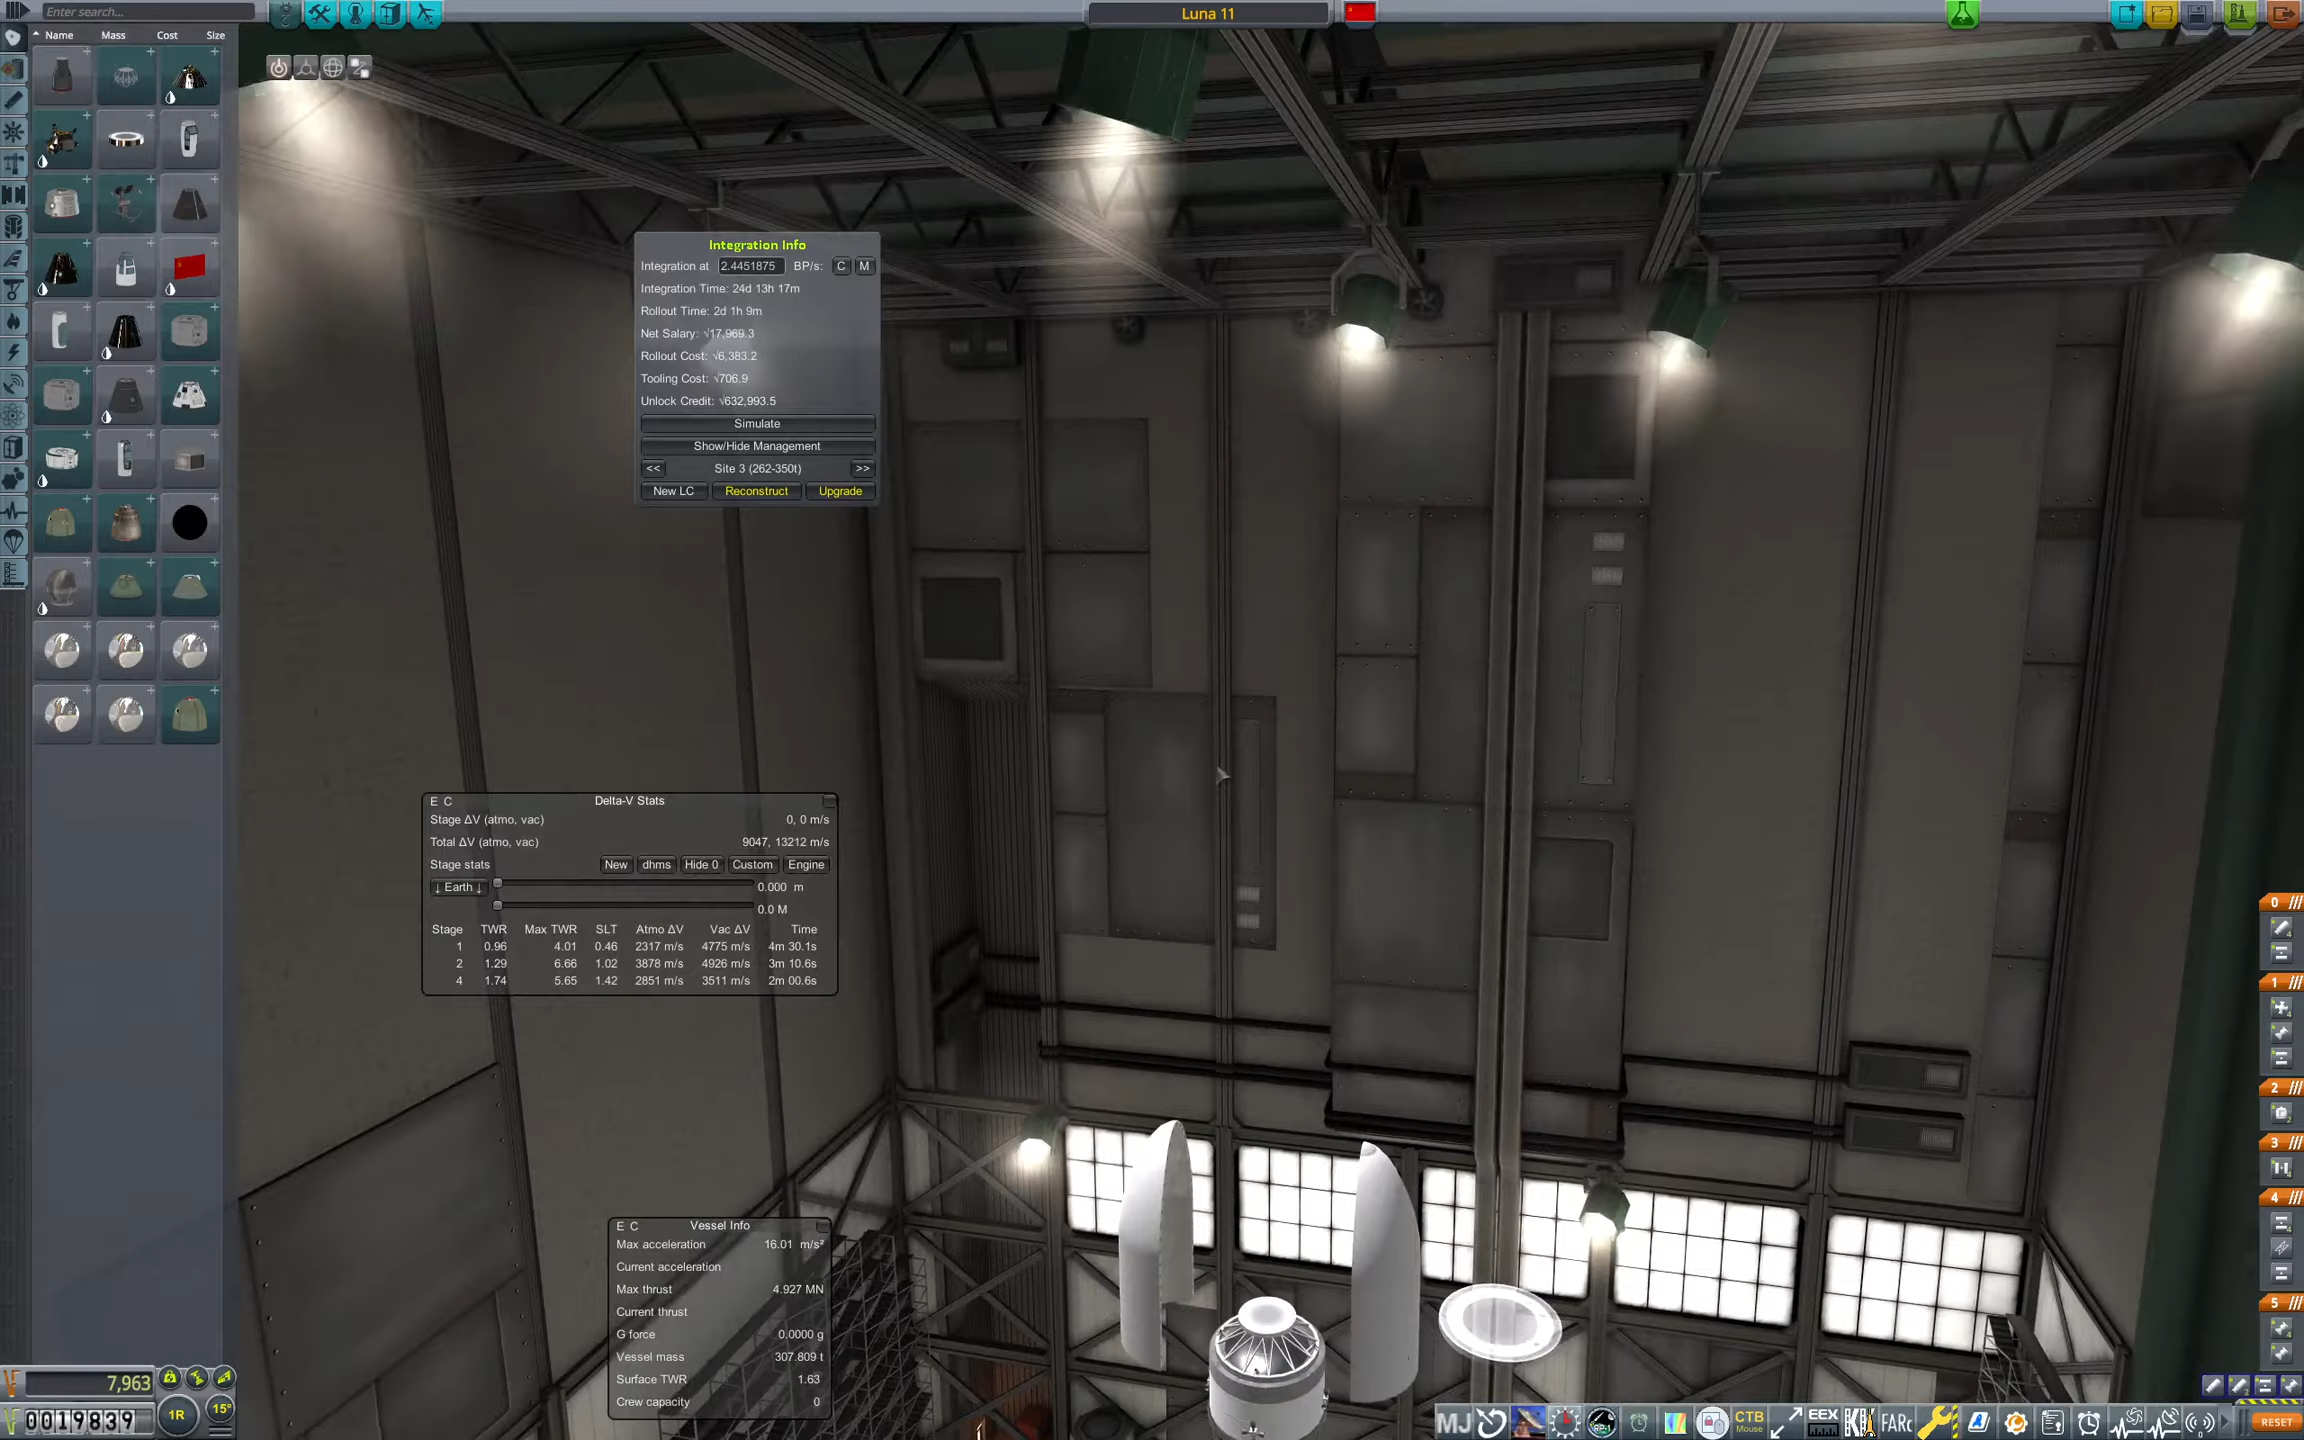 Enter search...
Luna 11
Name Mass Cost Size
Integration Info
Integration at 2.4451875 BP/s: C M
Integration Time: 24d 13h 17m
Rollout Time: 2d 1h 9m
Net Salary: √17,969.3
Rollout Cost: √6,383.2
Tooling Cost: √706.9
Unlock Credit: √632,993.5
Simulate
Show/Hide Management
<< Site 3 (262-350t) >>
New LC Reconstruct Upgrade
E C Delta-V Stats
Stage ΔV (atmo, vac) 0, 0 m/s
Total ΔV (atmo, vac) 9047, 13212 m/s
Stage stats New dhms Hide 0 Custom Engine
↓ Earth ↓ 0.000 m
0.0 M
Stage TWR Max TWR SLT Atmo ΔV Vac ΔV Time
1 0.96 4.01 0.46 2317 m/s 4775 m/s 4m 30.1s
2 1.29 6.66 1.02 3878 m/s 4926 m/s 3m 10.6s
4 1.74 5.65 1.42 2851 m/s 3511 m/s 2m 00.6s
E C Vessel Info
Max acceleration 16.01 m/s²
Current acceleration
Max thrust 4.927 MN
Current thrust
G force 0.0000 g
Vessel mass 307.809 t
Surface TWR 1.63
Crew capacity 0
0
1
2
3
4
5
7,963
0019839
1R
15°
MJ
CTB
Mouse
EEX
FARc
RESET